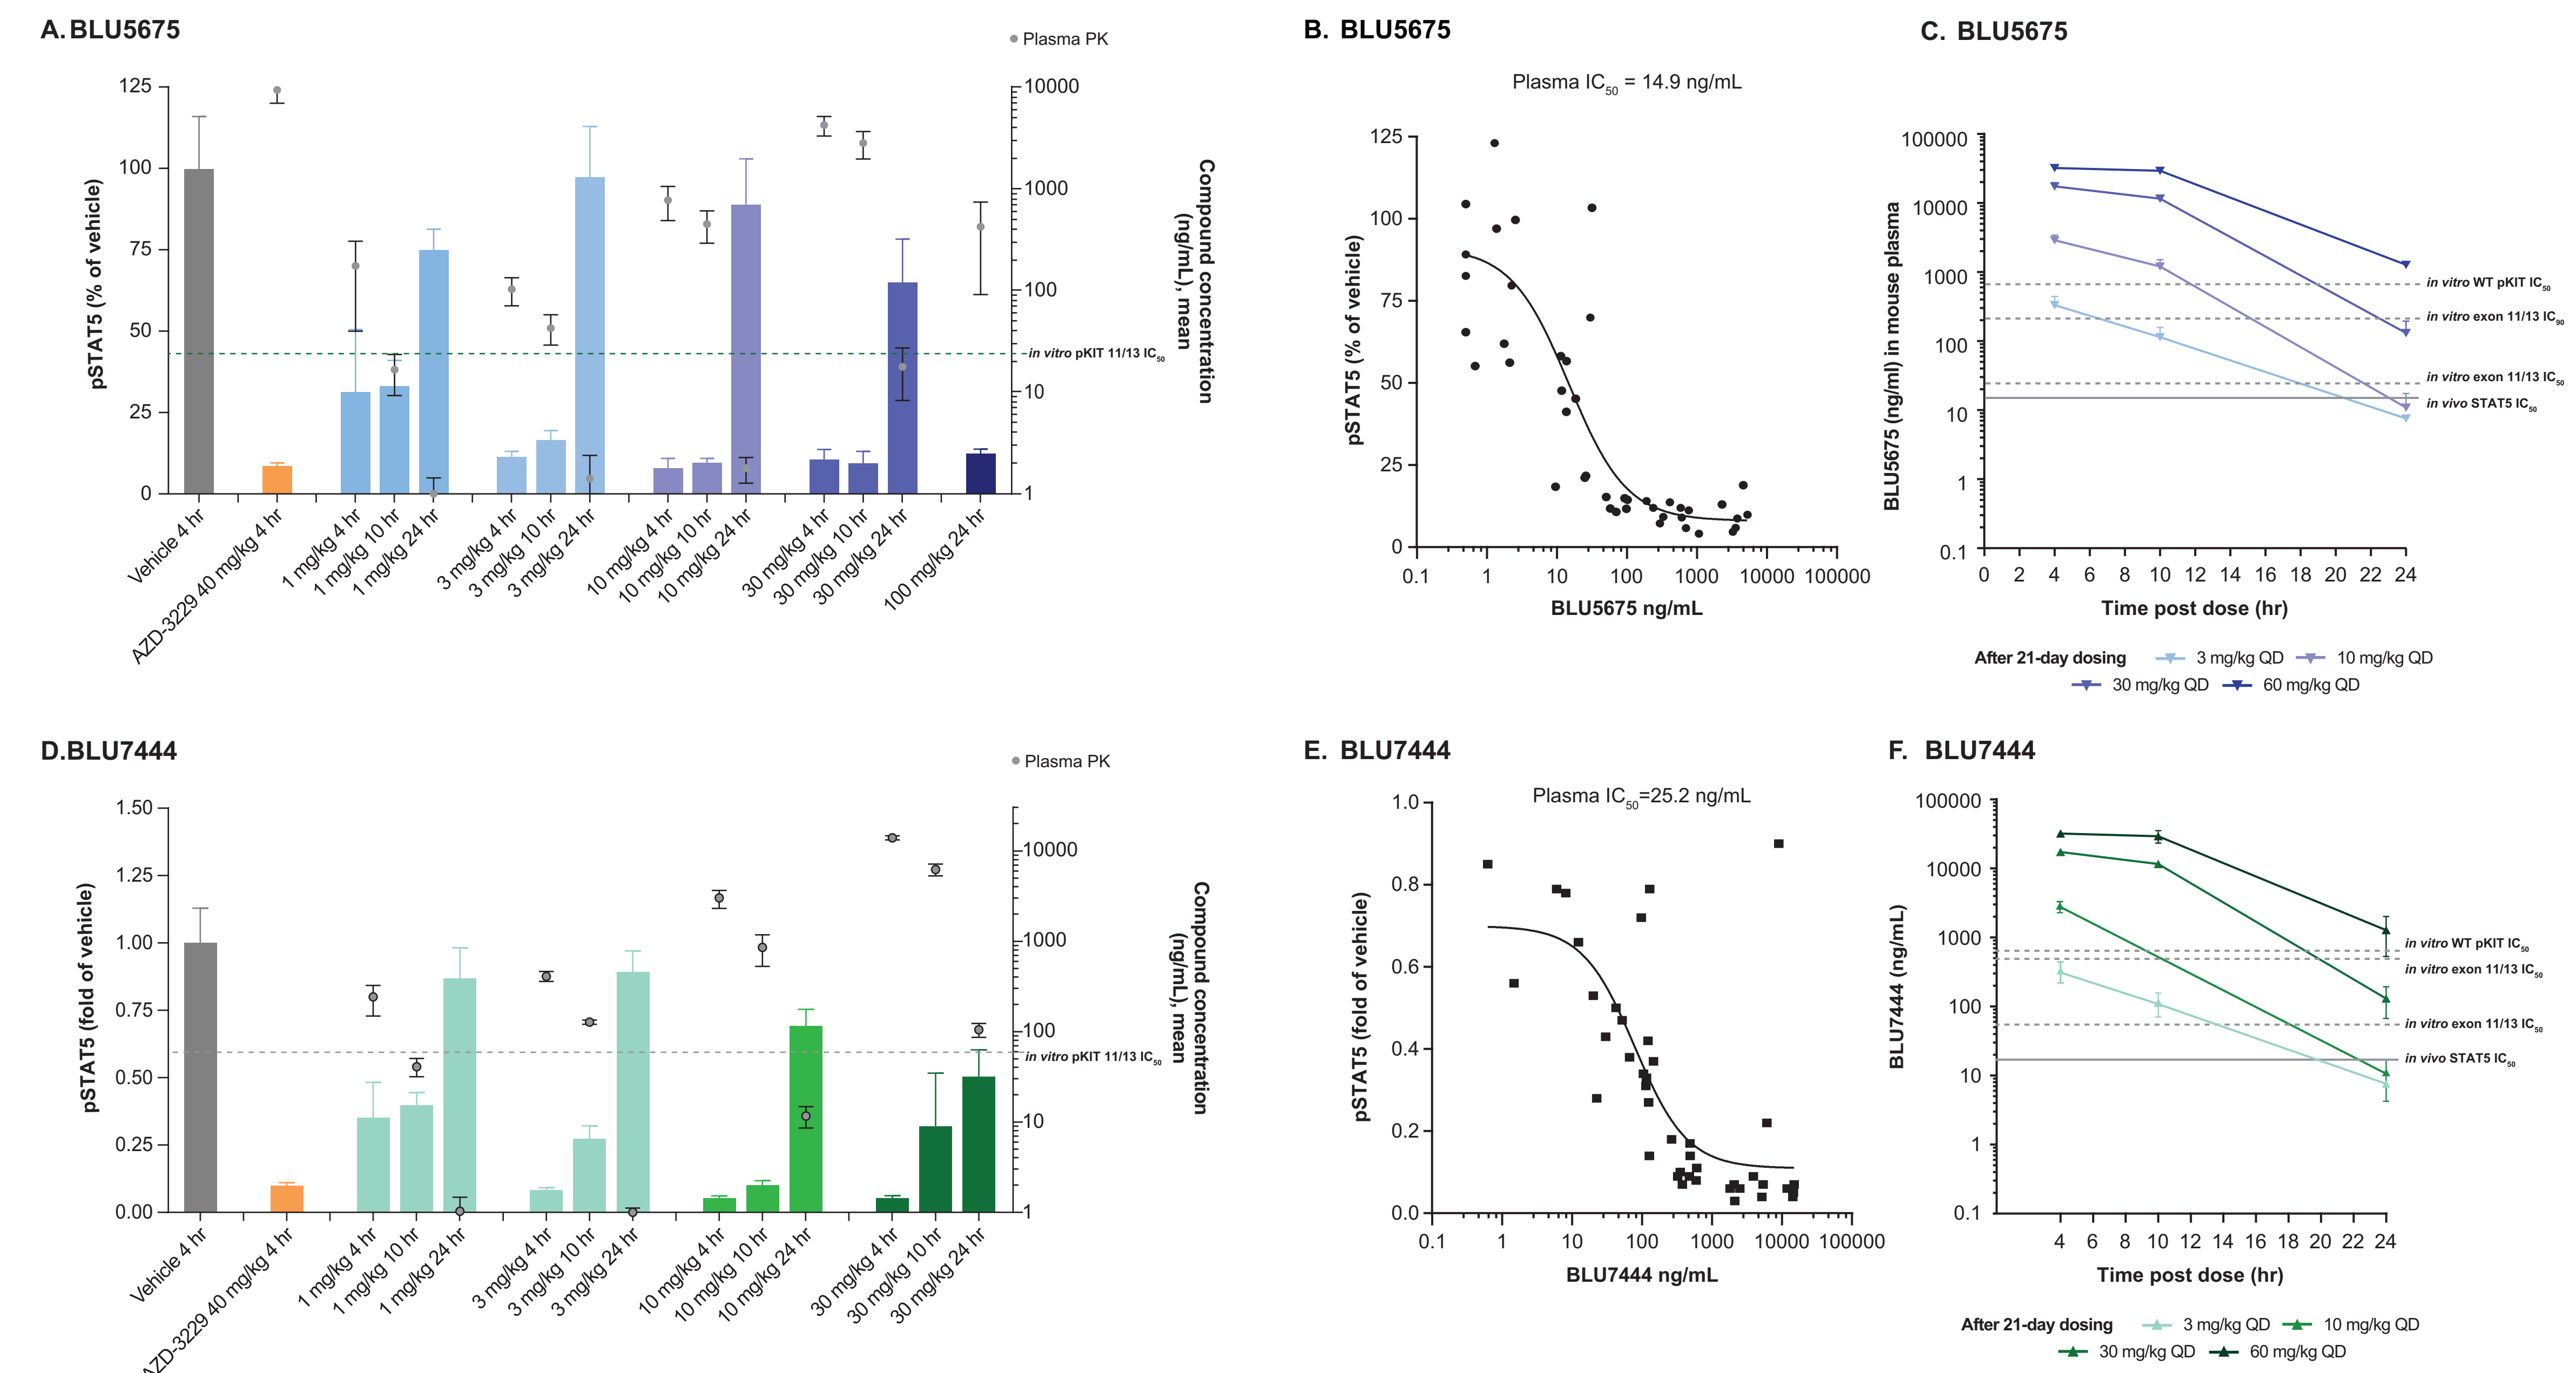 A. BLU5675
Plasma PK
125
100
75
50
25
0
pSTAT5 (% of vehicle)
10000
1000
100
10
1
Compound concentration
(ng/mL), mean
in vitro pKIT 11/13 IC50
Vehicle 4 hr
AZD-3229 40 mg/kg 4 hr
1 mg/kg 4 hr
1 mg/kg 10 hr
1 mg/kg 24 hr
3 mg/kg 4 hr
3 mg/kg 10 hr
3 mg/kg 24 hr
10 mg/kg 4 hr
10 mg/kg 10 hr
10 mg/kg 24 hr
30 mg/kg 4 hr
30 mg/kg 10 hr
30 mg/kg 24 hr
100 mg/kg 24 hr
B. BLU5675
Plasma IC50 = 14.9 ng/mL
125
100
75
50
25
0
pSTAT5 (% of vehicle)
0.1 1 10 100 1000 10000 100000
BLU5675 ng/mL
C. BLU5675
100000
10000
1000
100
10
1
0.1
BLU5675 (ng/ml) in mouse plasma
in vitro WT pKIT IC50
in vitro exon 11/13 IC90
in vitro exon 11/13 IC50
in vivo STAT5 IC50
0 2 4 6 8 10 12 14 16 18 20 22 24
Time post dose (hr)
After 21-day dosing 3 mg/kg QD 10 mg/kg QD
30 mg/kg QD 60 mg/kg QD
D. BLU7444
Plasma PK
1.50
1.25
1.00
0.75
0.50
0.25
0.00
pSTAT5 (fold of vehicle)
10000
1000
100
10
1
Compound concentration
(ng/mL), mean
in vitro pKIT 11/13 IC50
Vehicle 4 hr
AZD-3229 40 mg/kg 4 hr
1 mg/kg 4 hr
1 mg/kg 10 hr
1 mg/kg 24 hr
3 mg/kg 4 hr
3 mg/kg 10 hr
3 mg/kg 24 hr
10 mg/kg 4 hr
10 mg/kg 10 hr
10 mg/kg 24 hr
30 mg/kg 4 hr
30 mg/kg 10 hr
30 mg/kg 24 hr
E. BLU7444
Plasma IC50=25.2 ng/mL
1.0
0.8
0.6
0.4
0.2
0.0
pSTAT5 (fold of vehicle)
0.1 1 10 100 1000 10000 100000
BLU7444 ng/mL
F. BLU7444
100000
10000
1000
100
10
1
0.1
BLU7444 (ng/mL)
in vitro WT pKIT IC50
in vitro exon 11/13 IC50
in vitro exon 11/13 IC50
in vivo STAT5 IC50
4 6 8 10 12 14 16 18 20 22 24
Time post dose (hr)
After 21-day dosing 3 mg/kg QD 10 mg/kg QD
30 mg/kg QD 60 mg/kg QD